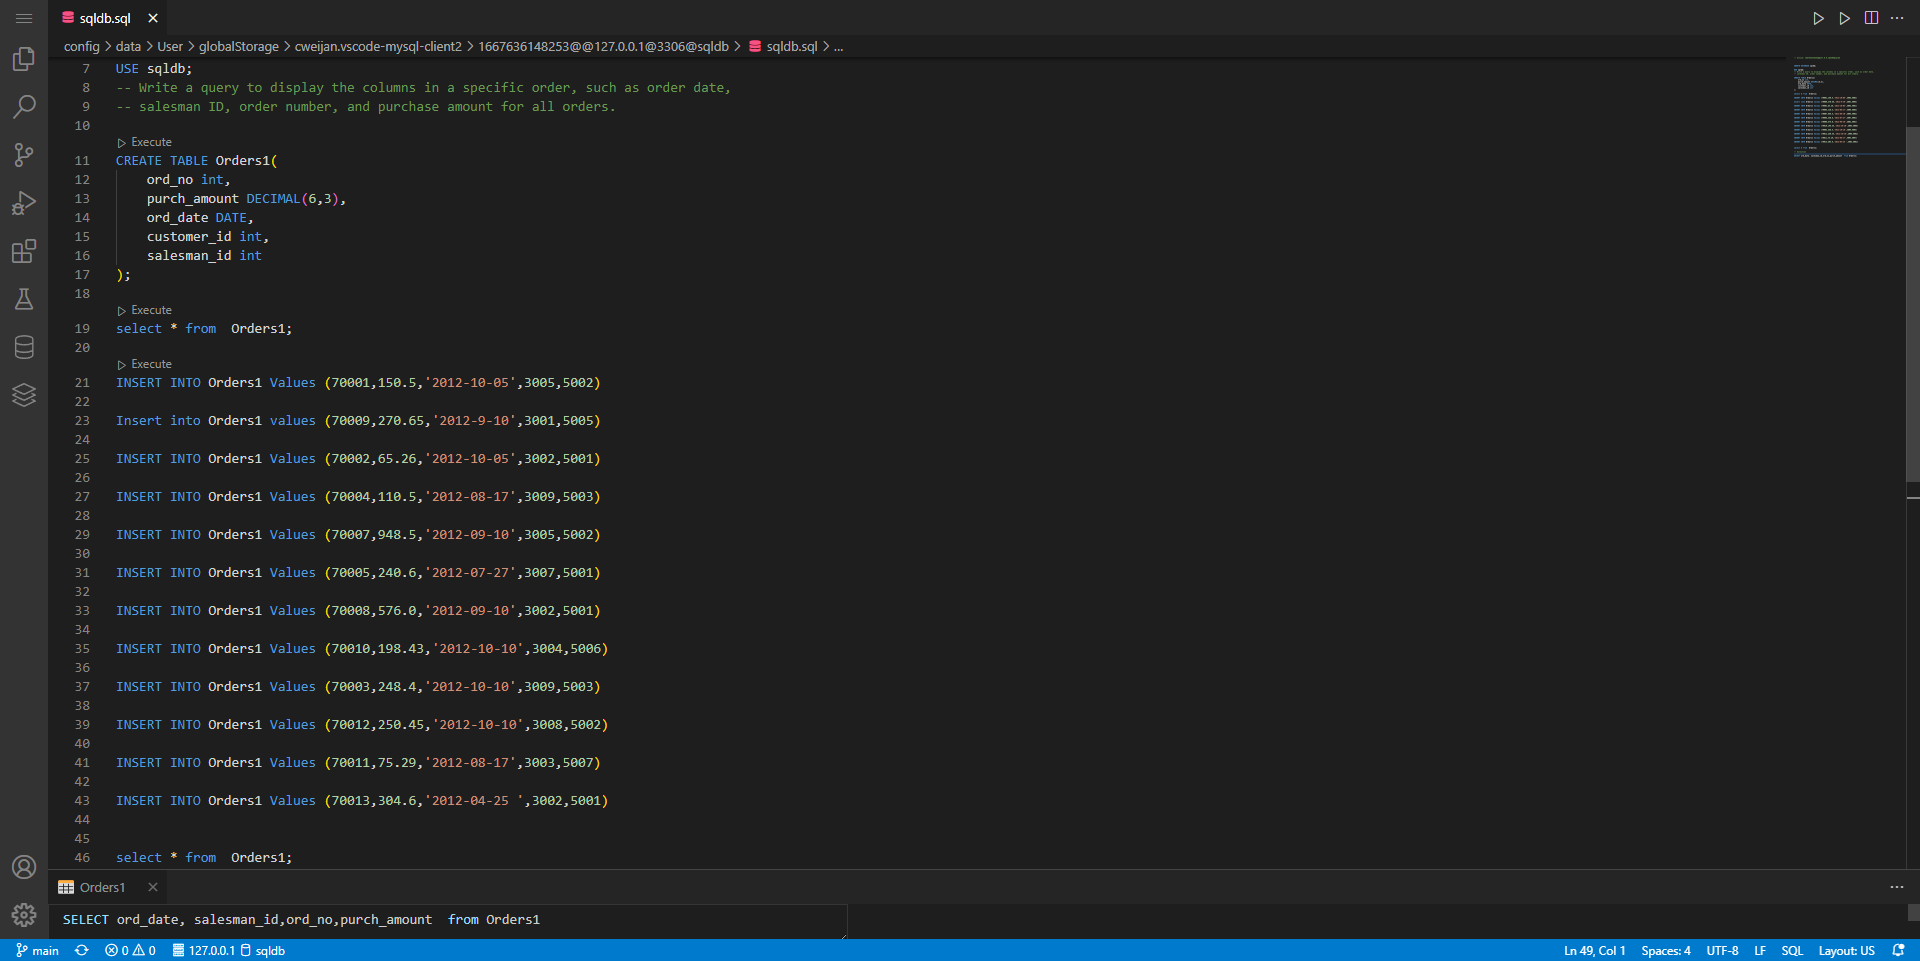 sqldb.sql
config > data > User > globalStorage > cweijan.vscode-mysql-client2 > 1667636148253@@127.0.0.1@3306@sqldb > sqldb.sql > ...
7 USE sqldb;
8 -- Write a query to display the columns in a specific order, such as order date,
9 -- salesman ID, order number, and purchase amount for all orders.
10
Execute
11 CREATE TABLE Orders1(
12     ord_no int,
13     purch_amount DECIMAL(6,3),
14     ord_date DATE,
15     customer_id int,
16     salesman_id int
17 );
18
Execute
19 select * from  Orders1;
20
Execute
21 INSERT INTO Orders1 Values (70001,150.5,'2012-10-05',3005,5002)
22
23 Insert into Orders1 values (70009,270.65,'2012-9-10',3001,5005)
24
25 INSERT INTO Orders1 Values (70002,65.26,'2012-10-05',3002,5001)
26
27 INSERT INTO Orders1 Values (70004,110.5,'2012-08-17',3009,5003)
28
29 INSERT INTO Orders1 Values (70007,948.5,'2012-09-10',3005,5002)
30
31 INSERT INTO Orders1 Values (70005,240.6,'2012-07-27',3007,5001)
32
33 INSERT INTO Orders1 Values (70008,576.0,'2012-09-10',3002,5001)
34
35 INSERT INTO Orders1 Values (70010,198.43,'2012-10-10',3004,5006)
36
37 INSERT INTO Orders1 Values (70003,248.4,'2012-10-10',3009,5003)
38
39 INSERT INTO Orders1 Values (70012,250.45,'2012-10-10',3008,5002)
40
41 INSERT INTO Orders1 Values (70011,75.29,'2012-08-17',3003,5007)
42
43 INSERT INTO Orders1 Values (70013,304.6,'2012-04-25 ',3002,5001)
44
45
46 select * from  Orders1;
Orders1
SELECT ord_date, salesman_id,ord_no,purch_amount  from Orders1
main 0 0 127.0.0.1 sqldb Ln 49, Col 1 Spaces: 4 UTF-8 LF SQL Layout: US